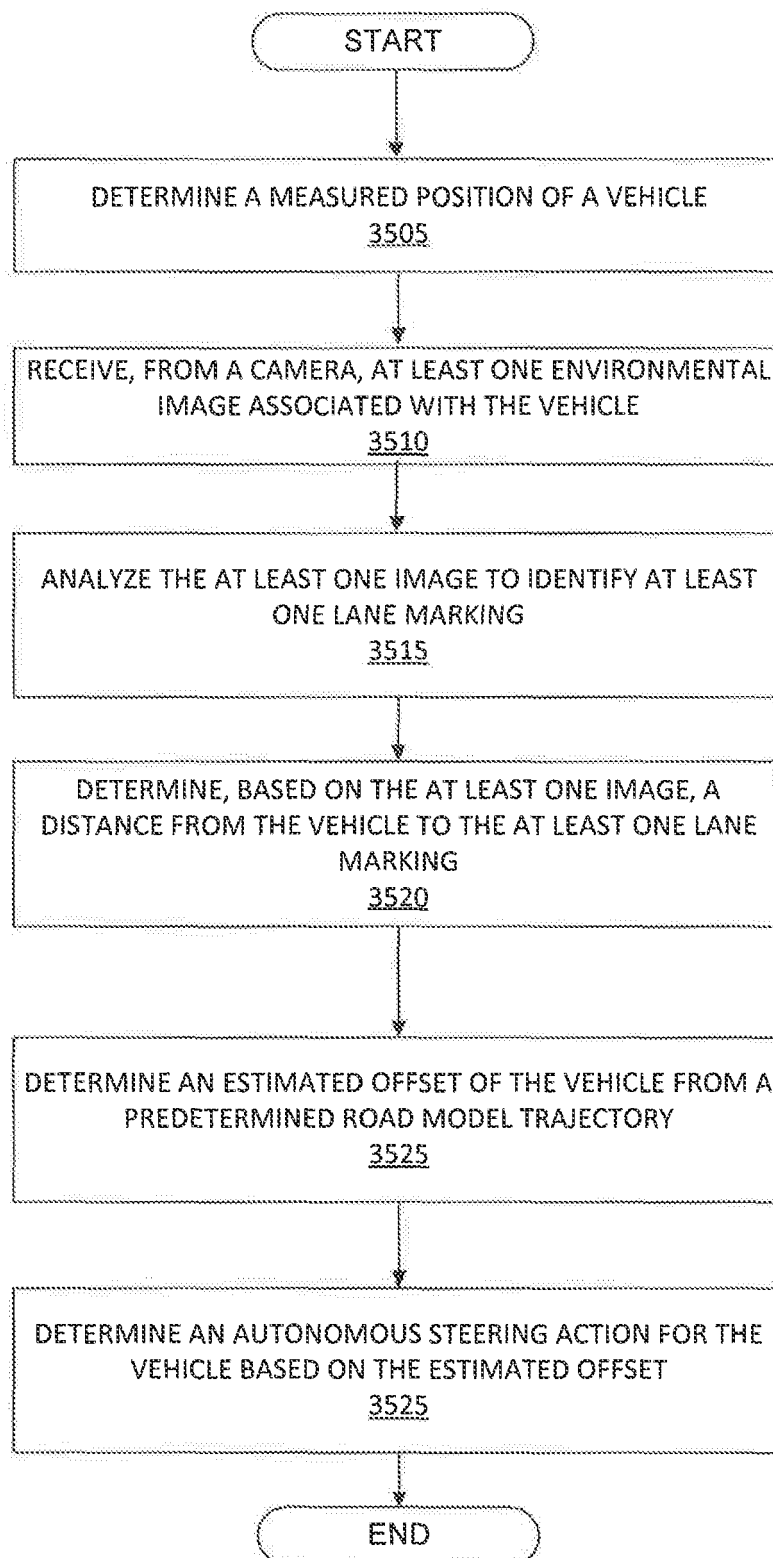 START
DETERMINE A MEASURED POSITION OF A VEHICLE
3505
RECEIVE, FROM A CAMERA, AT LEAST ONE ENVIRONMENTAL
IMAGE ASSOCIATED WITH THE VEHICLE
3510
ANALYZE THE AT LEAST ONE IMAGE TO IDENTIFY AT LEAST
ONE LANE MARKING
3515
DETERMINE, BASED ON THE AT LEAST ONE IMAGE, A
DISTANCE FROM THE VEHICLE TO THE AT LEAST ONE LANE
MARKING
3520
DETERMINE AN ESTIMATED OFFSET OF THE VEHICLE FROM A
PREDETERMINED ROAD MODEL TRAJECTORY
3525
DETERMINE AN AUTONOMOUS STEERING ACTION FOR THE
VEHICLE BASED ON THE ESTIMATED OFFSET
3525
END